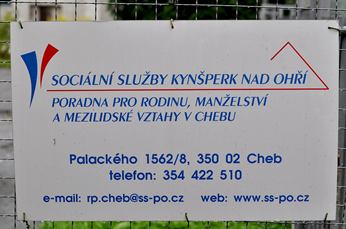 SOCIÁLNÍ SLUŽBY KYNŠPERK NAD OHŘÍ
PORADNA PRO RODINU, MANŽELSTVÍ
A MEZILIDSKÉ VZTAHY V CHEBU
Palackého 1562/8, 350 02 Cheb
telefon: 354 422 510
e-mail: rp.cheb@ss-po.cz web: www.ss-po.cz